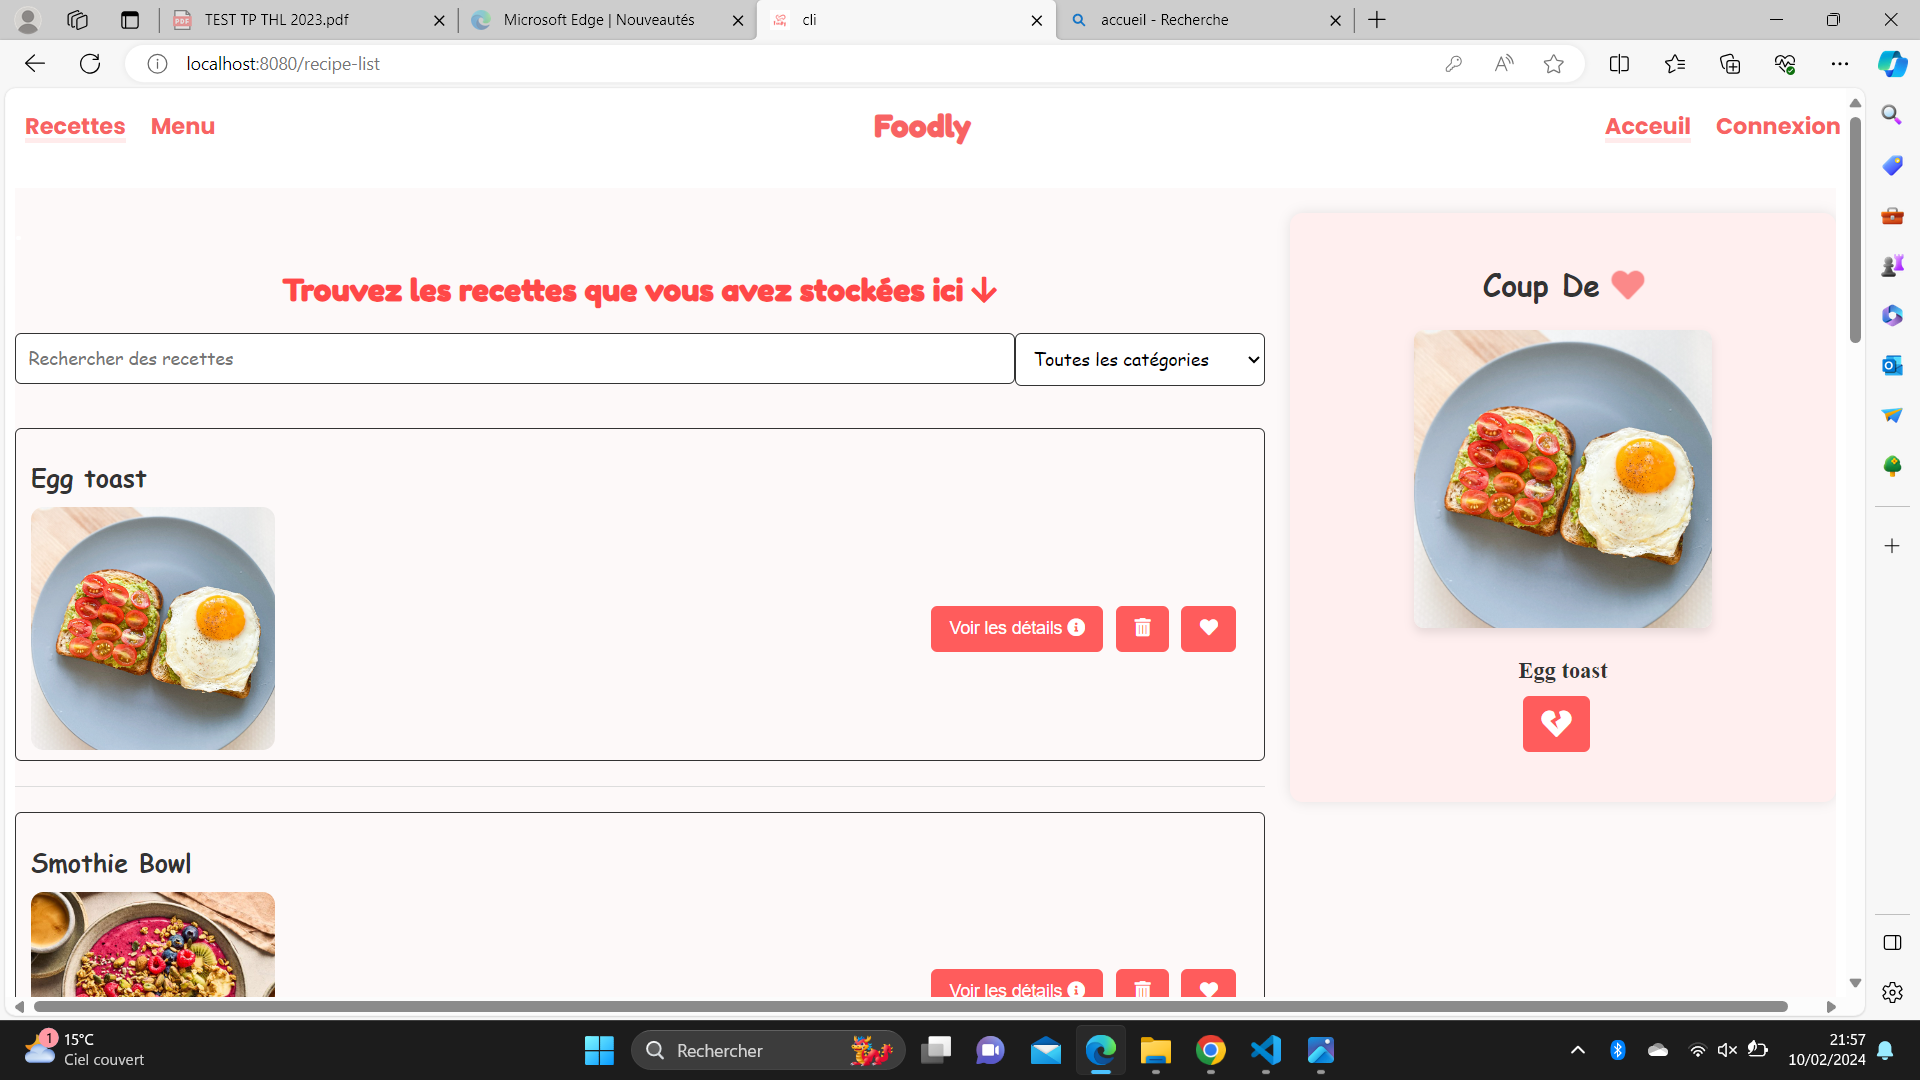 TEST TP THL 2023.pdf
Microsoft Edge | Nouveautés
cli
accueil - Recherche
localhost:8080/recipe-list
Recettes Menu
Foodly
Acceuil Connexion
Trouvez les recettes que vous avez stockées ici ↓
Rechercher des recettes
Toutes les catégories
Egg toast
Voir les détails
Smothie Bowl
Voir les détails
Coup De
Egg toast
1
15°C
Ciel couvert
Rechercher
21:57
10/02/2024